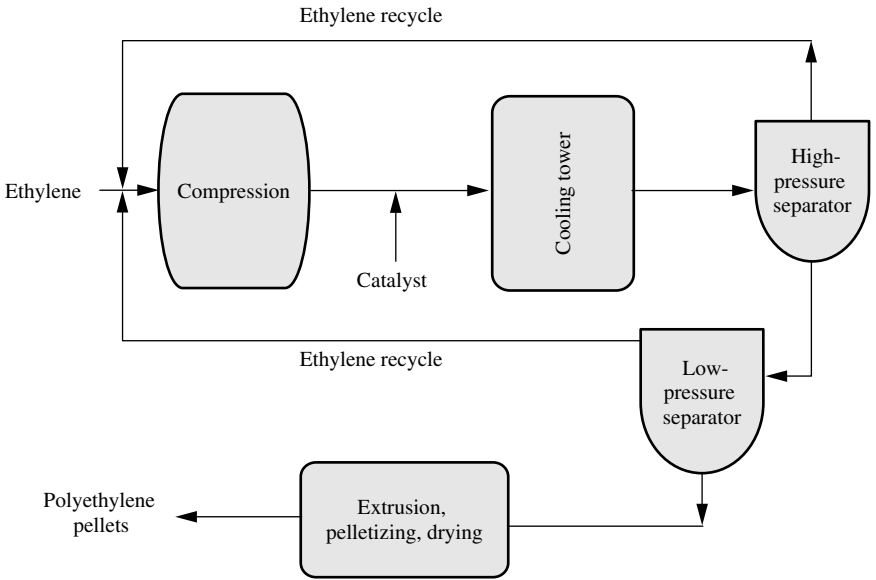 Ethylene recycle
Ethylene
Compression
Catalyst
Cooling tower
High-
pressure
separator
Ethylene recycle
Low-
pressure
separator
Extrusion,
pelletizing, drying
Polyethylene
pellets